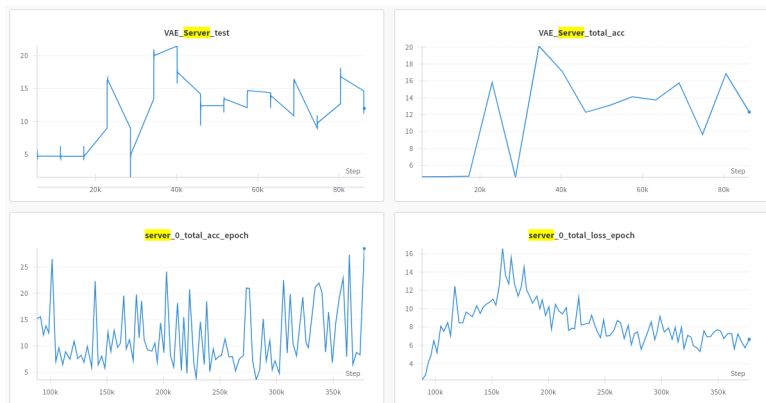 VAE_Server_test
20
15
10
5
Step
20k 40k 60k 80k
VAE_Server_total_acc
20
18
16
14
12
10
8
6
Step
20k 40k 60k 80k
server_0_total_acc_epoch
25
20
15
10
5
Step
100k 150k 200k 250k 300k 350k
server_0_total_loss_epoch
16
14
12
10
8
6
4
Step
100k 150k 200k 250k 300k 350k